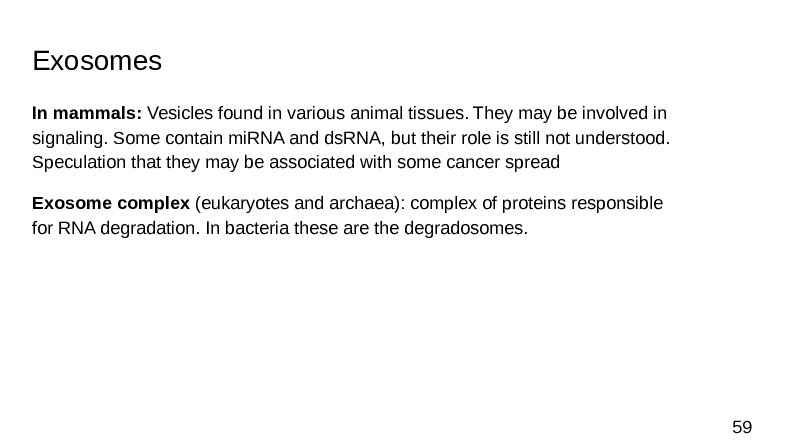 Exosomes
In mammals: Vesicles found in various animal tissues. They may be involved in
signaling. Some contain miRNA and dsRNA, but their role is still not understood.
Speculation that they may be associated with some cancer spread
Exosome complex (eukaryotes and archaea): complex of proteins responsible
for RNA degradation. In bacteria these are the degradosomes.
59